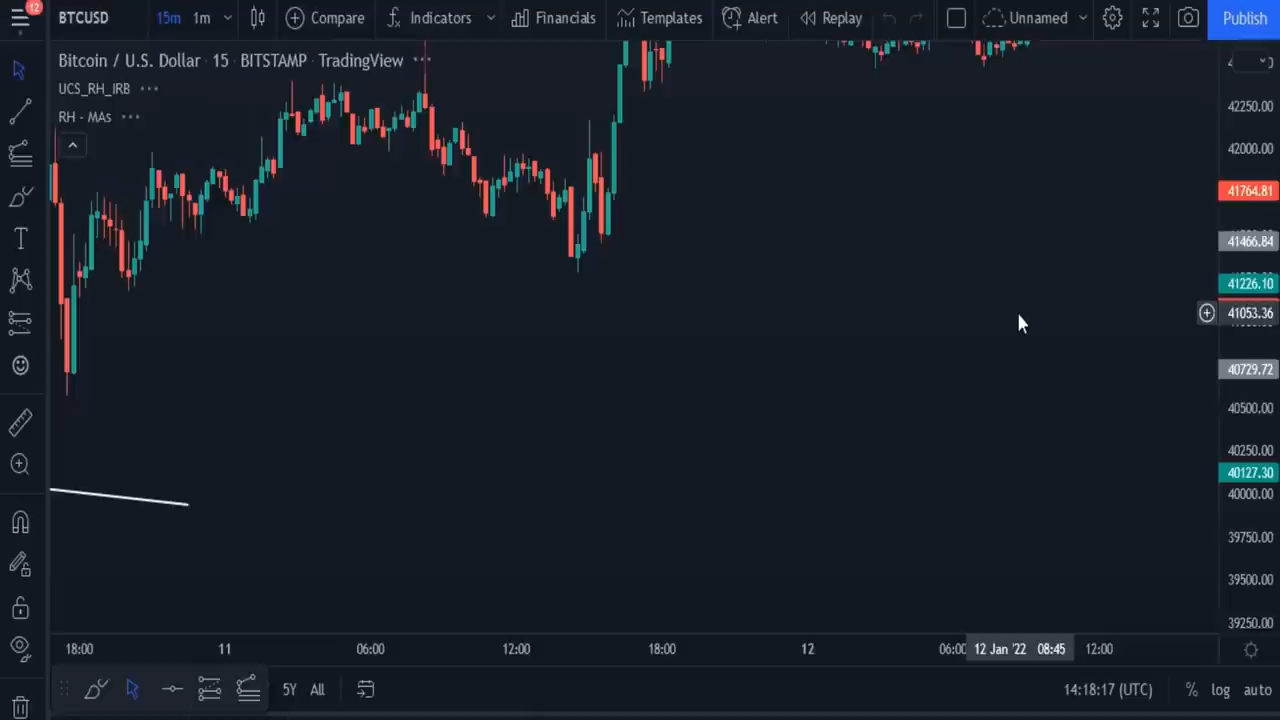 12
BTCUSD 15m 1m Compare Indicators Financials Templates Alert Replay Unnamed Publish
Bitcoin / U.S. Dollar · 15 · BITSTAMP · TradingView
UCS_RH_IRB
RH - MAs
42250.00
42000.00
41764.81
41466.84
41226.10
41053.36
40729.72
40500.00
40250.00
40127.30
40000.00
39750.00
39500.00
39250.00
18:00 11 06:00 12:00 18:00 12 06:00 12 Jan '22 08:45 12:00
5Y All 14:18:17 (UTC) % log auto